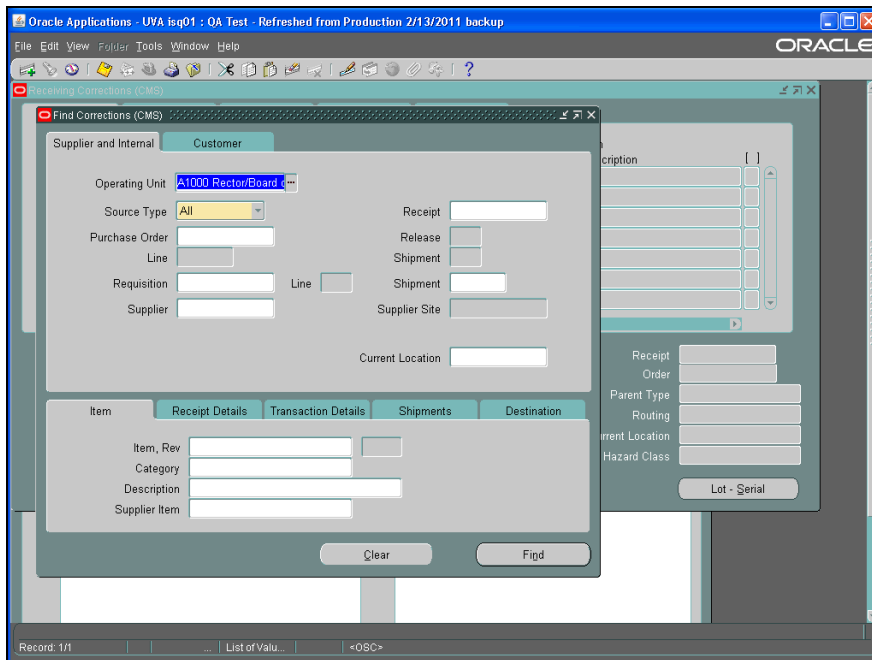 Oracle Applications - UVA isq01 : QA Test - Refreshed from Production 2/13/2011 backup
File Edit View Folder Tools Window Help
ORACLE
Receiving Corrections (CMS)
Find Corrections (CMS)
Supplier and Internal Customer
cription [ ]
Operating Unit A1000 Rector/Board
Source Type All Receipt
Purchase Order Release
Line Shipment
Requisition Line Shipment
Supplier Supplier Site
Current Location
Receipt
Order
Parent Type
Routing
rrent Location
Hazard Class
Lot - Serial
Item Receipt Details Transaction Details Shipments Destination
Item, Rev
Category
Description
Supplier Item
Clear Find
Record: 1/1 ... List of Valu... <OSC>